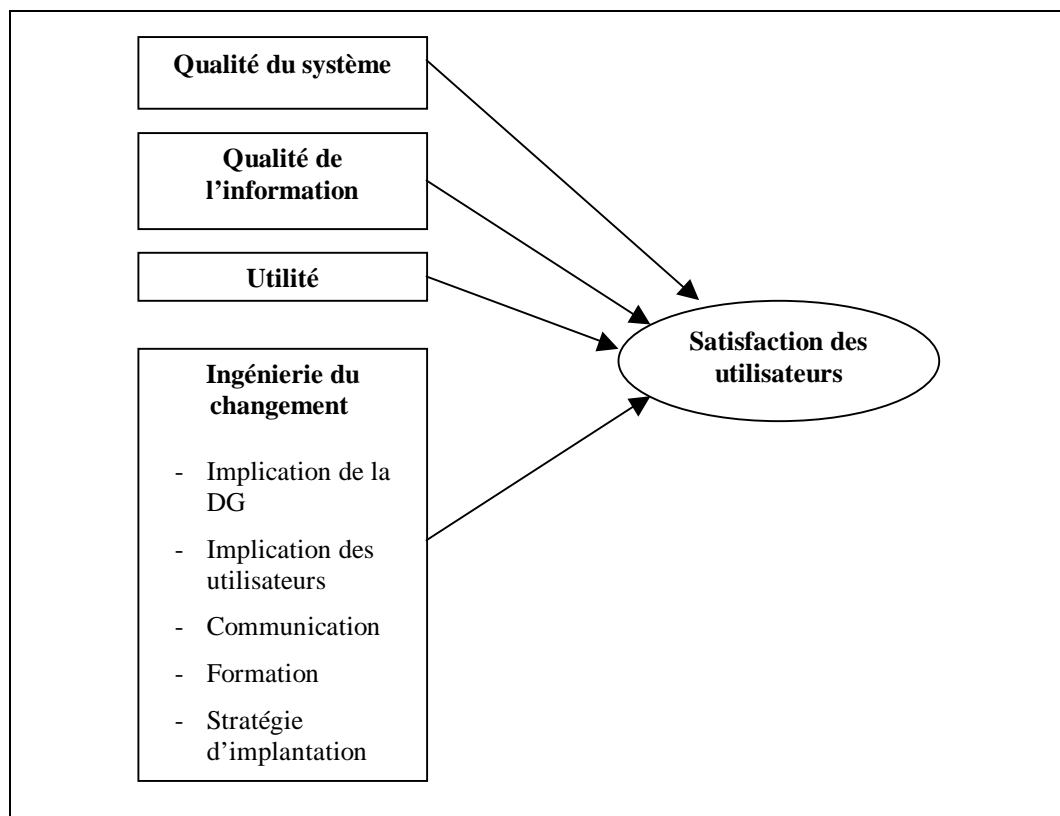 Qualité du système
Qualité de
l’information
Utilité
Ingénierie du
changement
- Implication de la
DG
- Implication des
utilisateurs
- Communication
- Formation
- Stratégie
d’implantation
Satisfaction des
utilisateurs